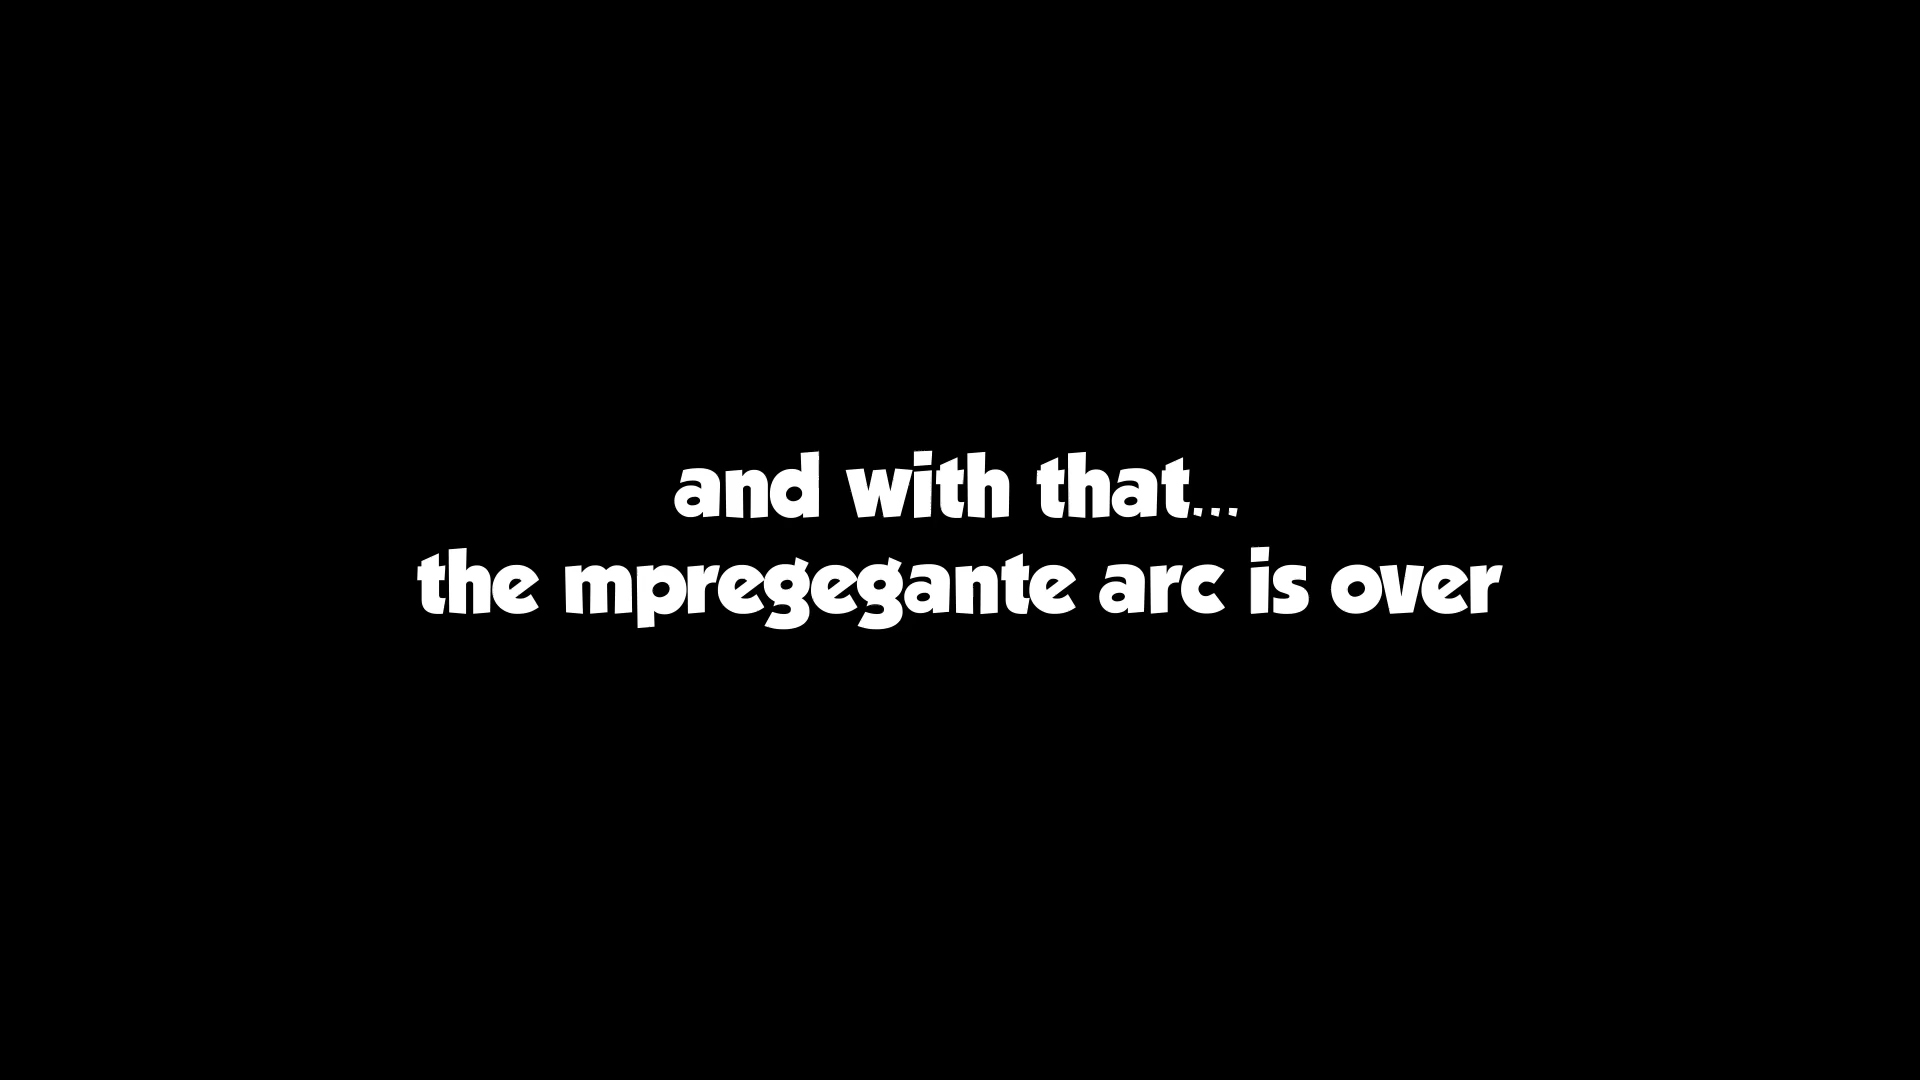 and with that...
the mpregegante arc is over